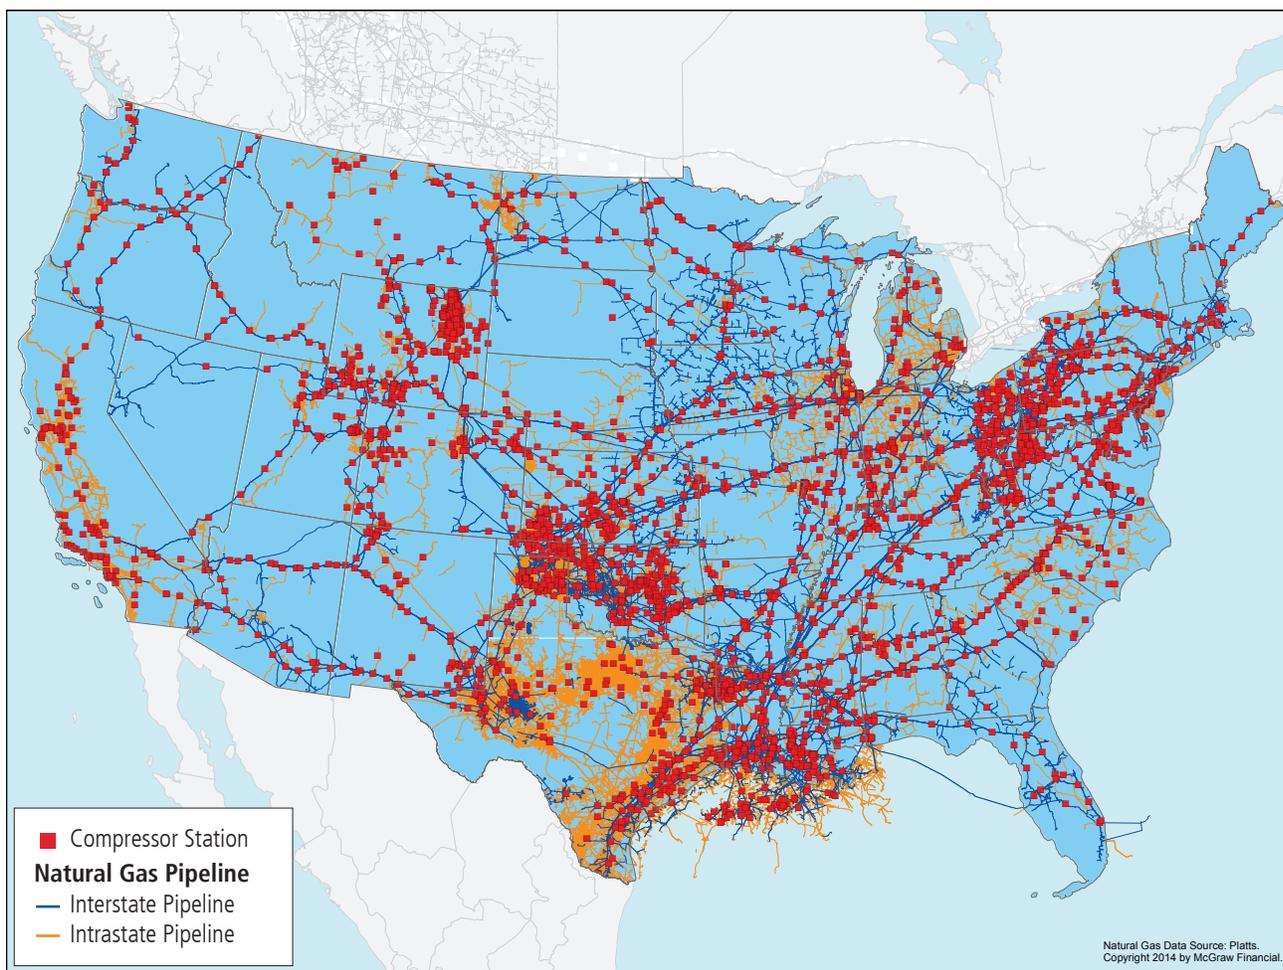 Compressor Station
Natural Gas Pipeline
Interstate Pipeline
Intrastate Pipeline
Natural Gas Data Source: Platts.
Copyright 2014 by McGraw Financial.